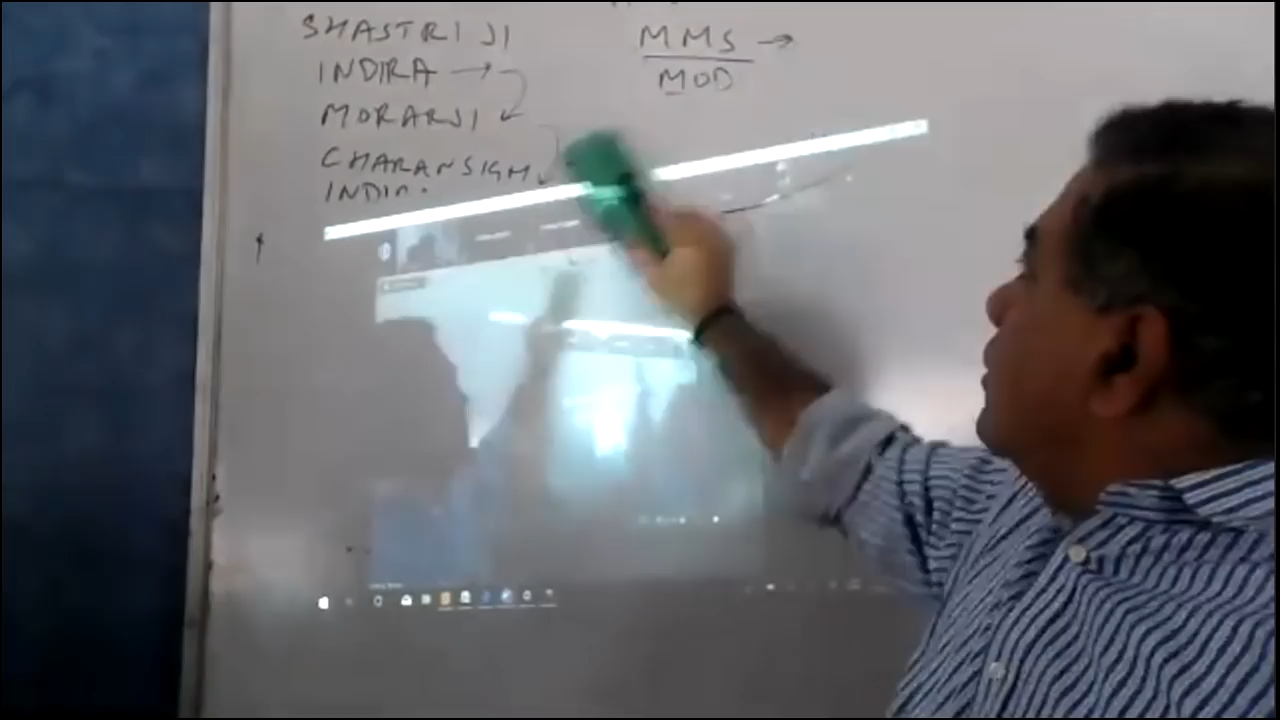 SHASTRI JI
INDIRA →
MORARJI
CHARANSIGH
MMS →
MOD